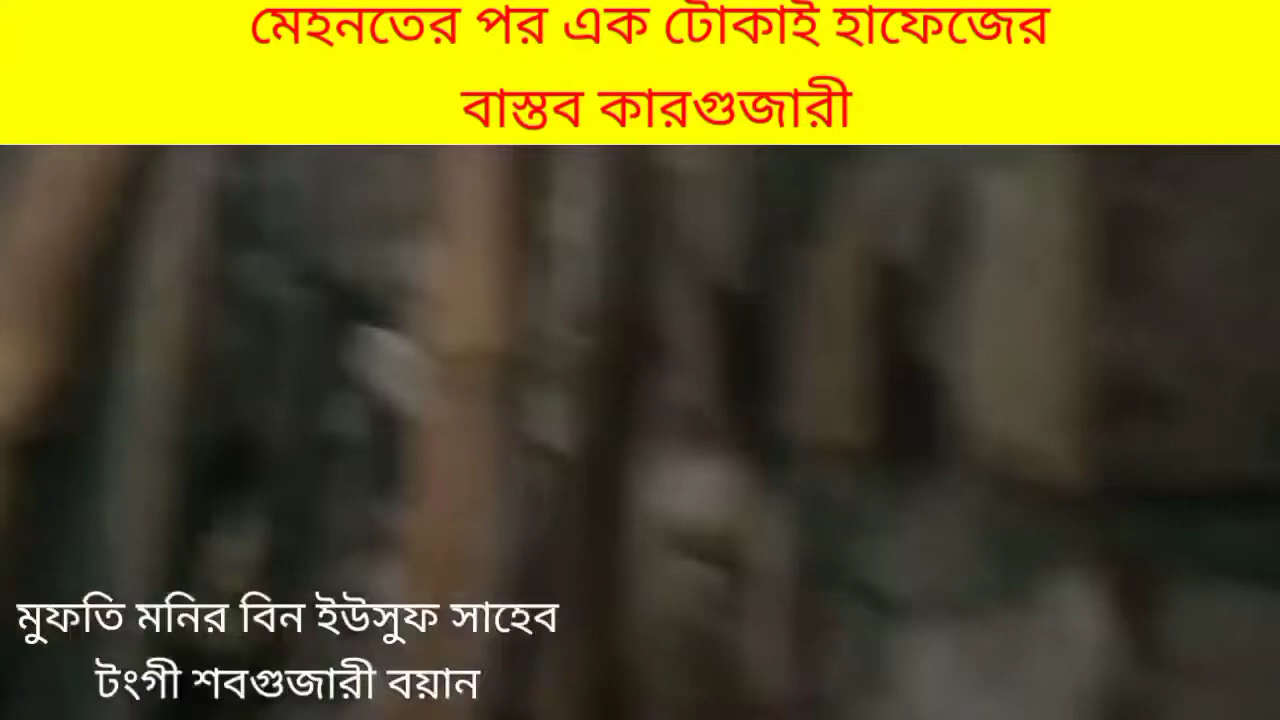 মেহনতের পর এক টোকাই হাফেজের
বাস্তব কারগুজারী
মুফতি মনির বিন ইউসুফ সাহেব
টংগী শবগুজারী বয়ান